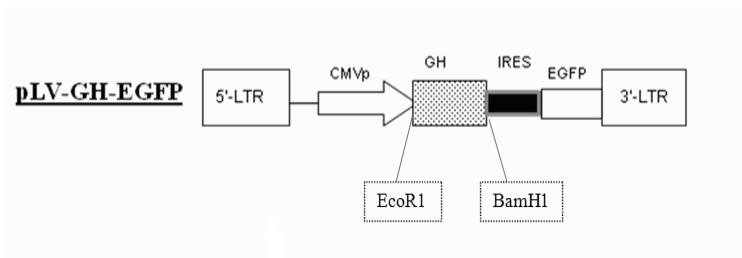 pLV-GH-EGFP
5'-LTR
CMVp
GH
IRES
EGFP
3'-LTR
EcoR1
BamH1